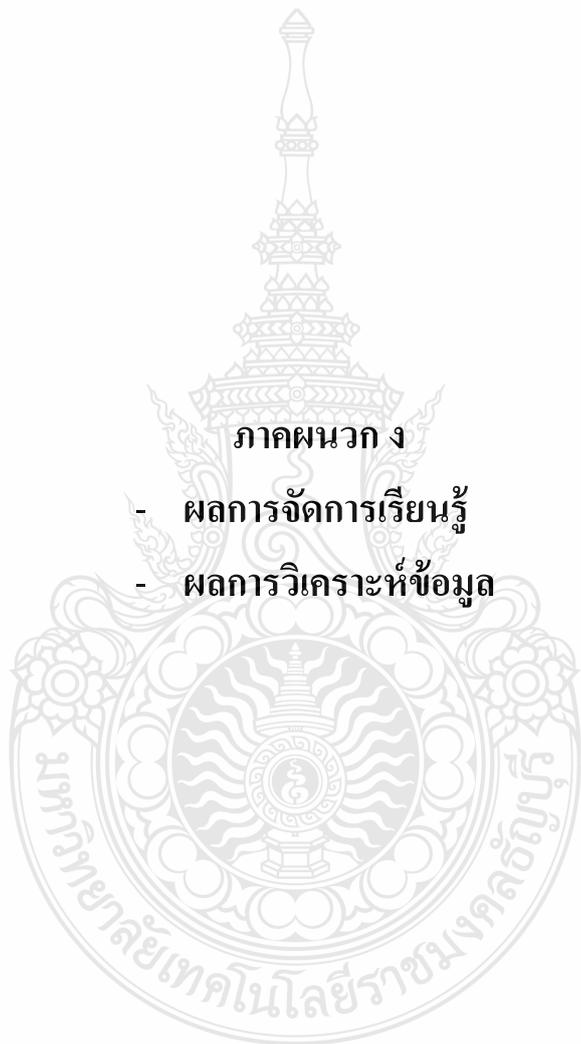 ภาคผนวก ง
- ผลการจัดการเรียนรู้
- ผลการวิเคราะห์ข้อมูล
มหาวิทยาลัยเทคโนโลยีราชมงคลธัญบุรี